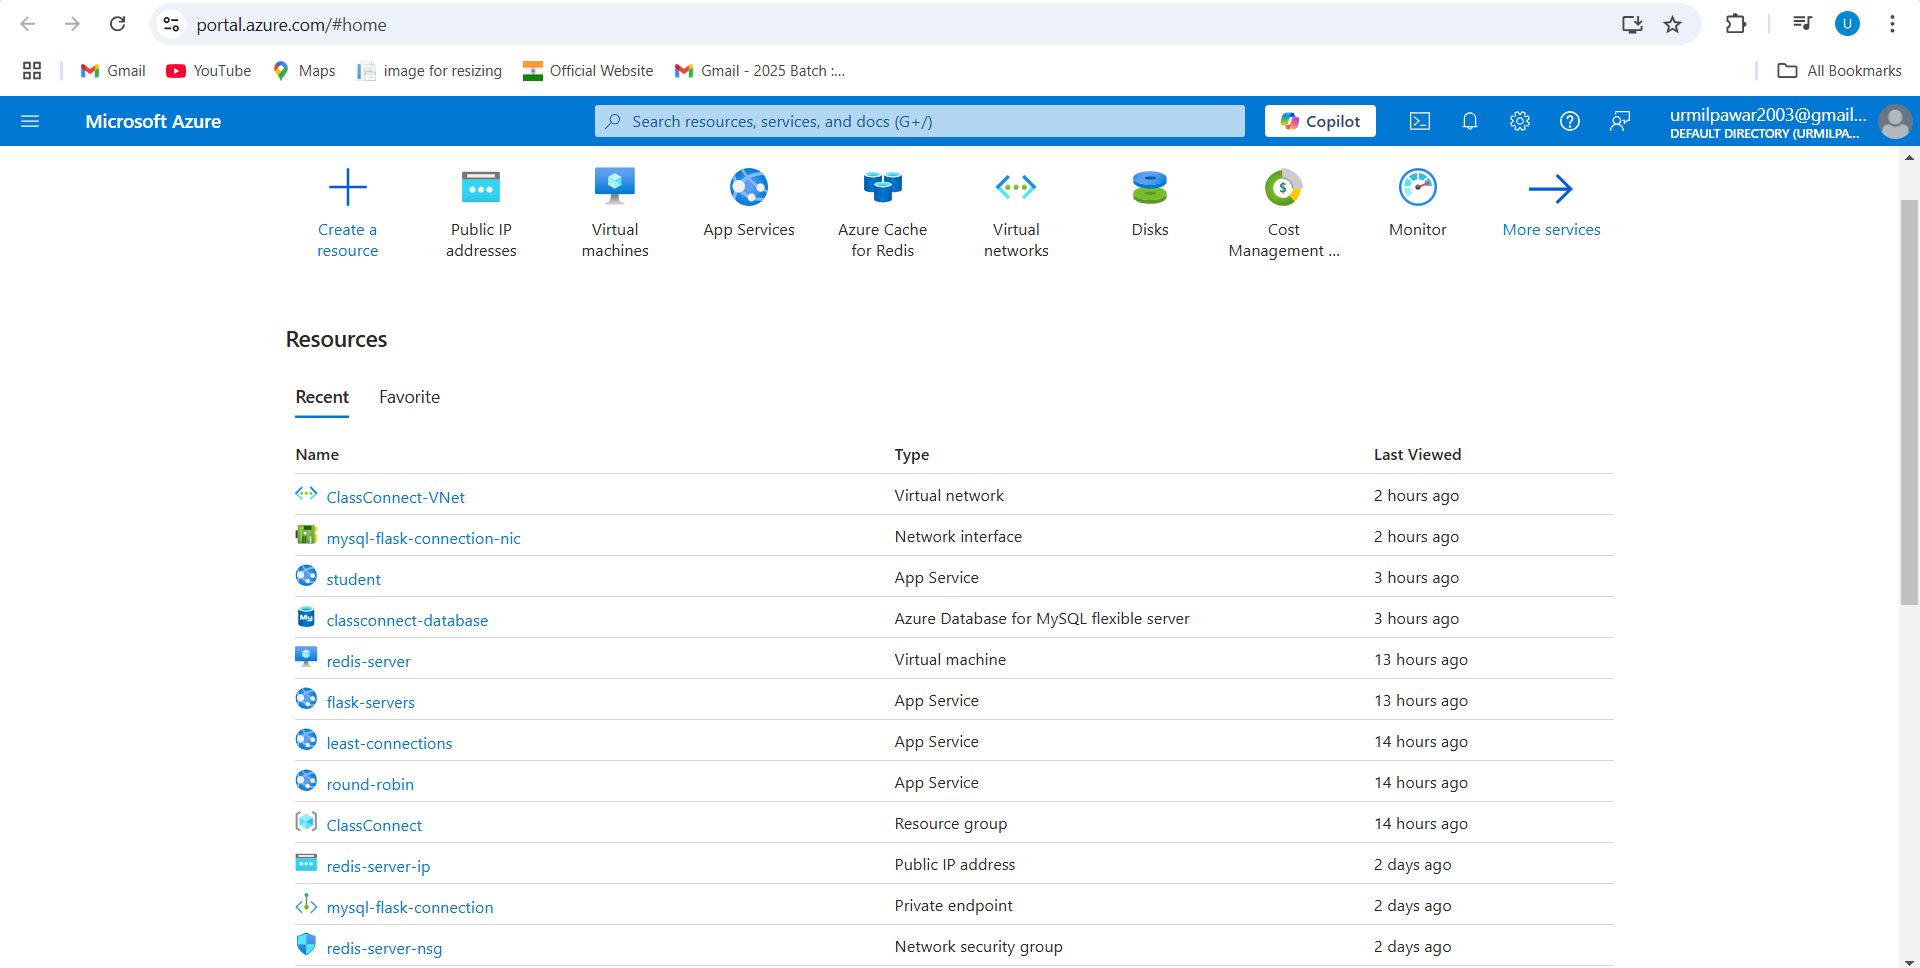 portal.azure.com/#home
U
Gmail
YouTube
Maps
image for resizing
Official Website
Gmail - 2025 Batch :...
All Bookmarks
Microsoft Azure
Search resources, services, and docs (G+/)
Copilot
urmilpawar2003@gmail...
DEFAULT DIRECTORY (URMILPA...
Create a
resource
Public IP
addresses
Virtual
machines
App Services
Azure Cache
for Redis
Virtual
networks
Disks
Cost
Management ...
Monitor
More services
Resources
Recent Favorite
Name Type Last Viewed
ClassConnect-VNet Virtual network 2 hours ago
mysql-flask-connection-nic Network interface 2 hours ago
student App Service 3 hours ago
My
classconnect-database Azure Database for MySQL flexible server 3 hours ago
redis-server Virtual machine 13 hours ago
flask-servers App Service 13 hours ago
least-connections App Service 14 hours ago
round-robin App Service 14 hours ago
ClassConnect Resource group 14 hours ago
redis-server-ip Public IP address 2 days ago
mysql-flask-connection Private endpoint 2 days ago
redis-server-nsg Network security group 2 days ago